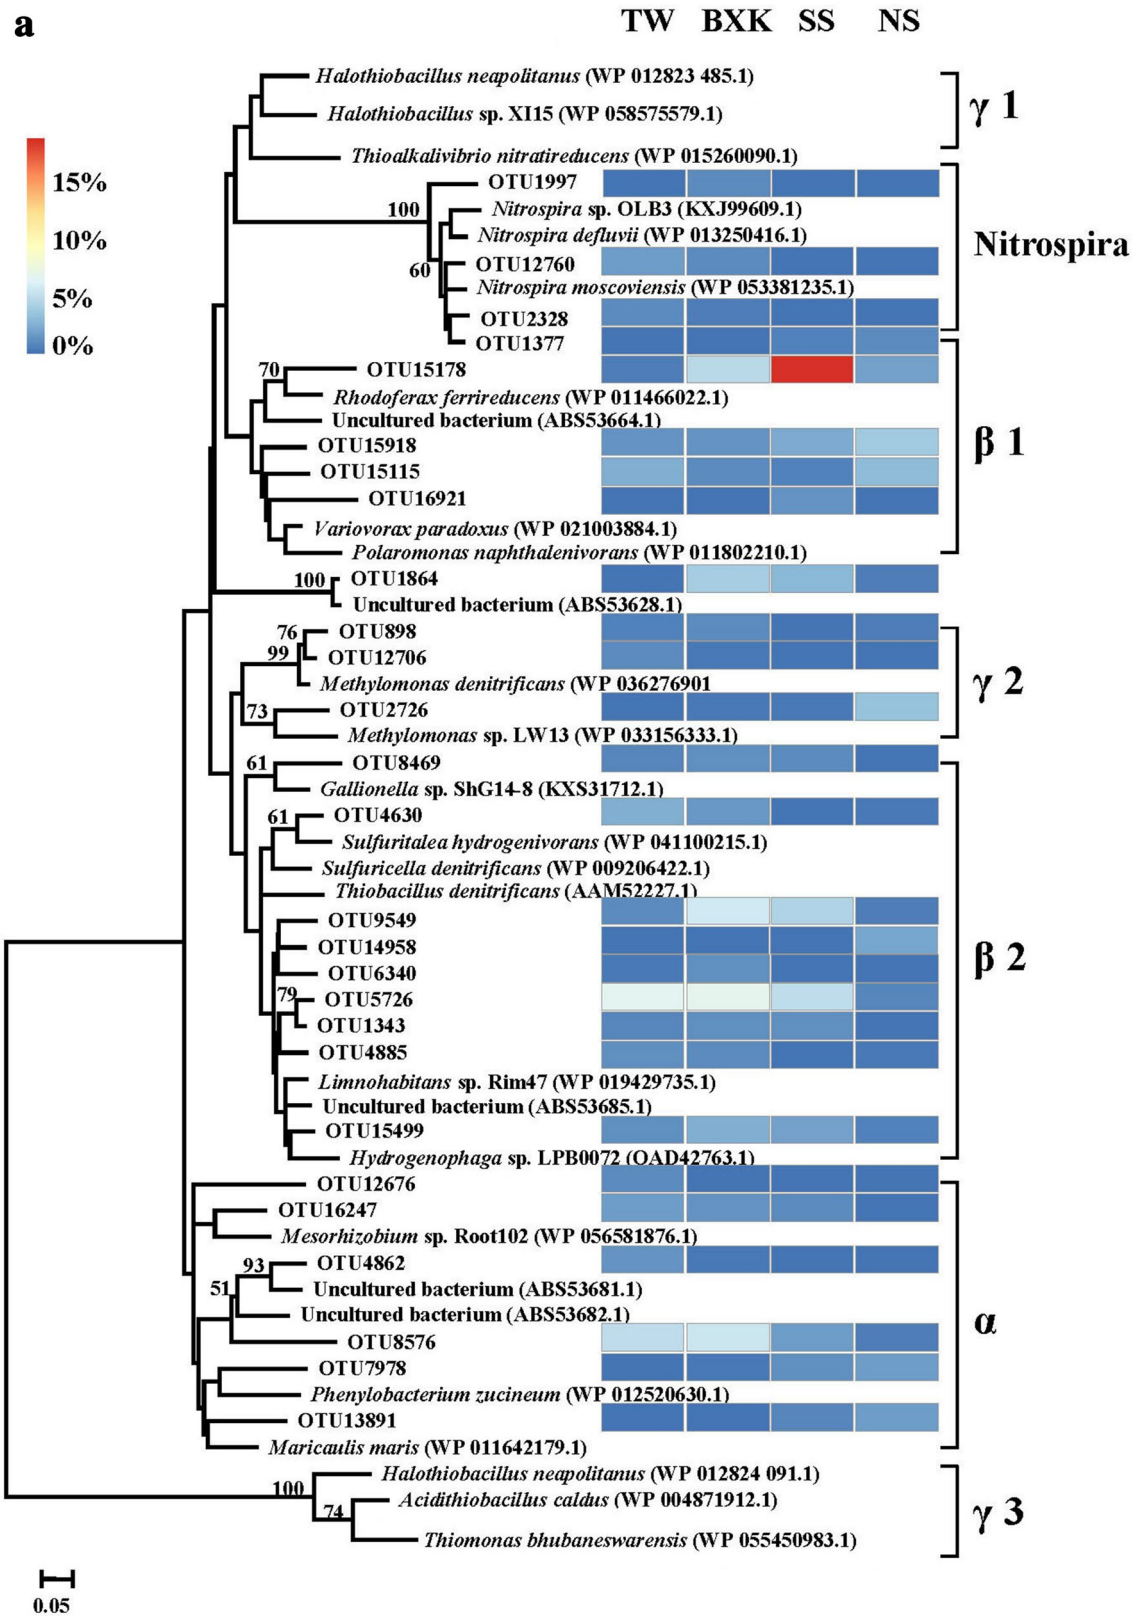 a
TW BXK SS NS
Halothiobacillus neapolitanus (WP 012823 485.1)
Halothiobacillus sp. XI15 (WP 058575579.1)
γ 1
Thioalkalivibrio nitratireducens (WP 015260090.1)
15%
10%
5%
0%
OTU1997
100
Nitrospira sp. OLB3 (KXJ99609.1)
Nitrospira defluvii (WP 013250416.1)
Nitrospira
60
OTU12760
Nitrospira moscoviensis (WP 053381235.1)
OTU2328
OTU1377
70
OTU15178
Rhodoferax ferrireducens (WP 011466022.1)
Uncultured bacterium (ABS53664.1)
β 1
OTU15918
OTU15115
OTU16921
Variovorax paradoxus (WP 021003884.1)
Polaromonas naphthalenivorans (WP 011802210.1)
100
OTU1864
Uncultured bacterium (ABS53628.1)
76
OTU898
99
OTU12706
Methylomonas denitrificans (WP 036276901
γ 2
73
OTU2726
Methylomonas sp. LW13 (WP 033156333.1)
61
OTU8469
Gallionella sp. ShG14-8 (KXS31712.1)
61
OTU4630
Sulfuritalea hydrogenivorans (WP 041100215.1)
Sulfuricella denitrificans (WP 009206422.1)
Thiobacillus denitrificans (AAM52227.1)
OTU9549
OTU14958
β 2
OTU6340
79
OTU5726
OTU1343
OTU4885
Limnohabitans sp. Rim47 (WP 019429735.1)
Uncultured bacterium (ABS53685.1)
OTU15499
Hydrogenophaga sp. LPB0072 (OAD42763.1)
OTU12676
OTU16247
Mesorhizobium sp. Root102 (WP 056581876.1)
93
OTU4862
51
Uncultured bacterium (ABS53681.1)
Uncultured bacterium (ABS53682.1)
α
OTU8576
OTU7978
Phenylobacterium zucineum (WP 012520630.1)
OTU13891
Maricaulis maris (WP 011642179.1)
Halothiobacillus neapolitanus (WP 012824 091.1)
100
Acidithiobacillus caldus (WP 004871912.1)
74
γ 3
Thiomonas bhubaneswarensis (WP 055450983.1)
0.05